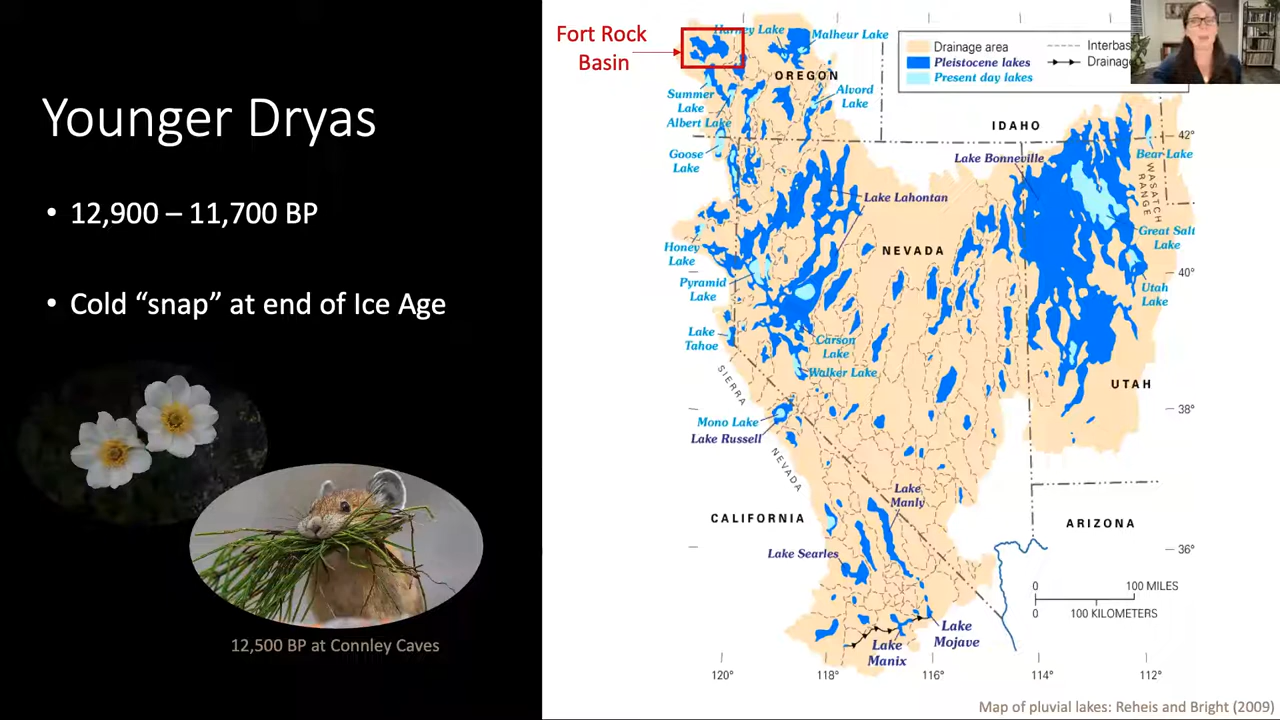 Younger Dryas
• 12,900 – 11,700 BP
• Cold “snap” at end of Ice Age
12,500 BP at Connley Caves
Fort Rock
Basin
Harney Lake
Malheur Lake
OREGON
Summer
Lake
Albert Lake
Alvord
Lake
Goose
Lake
Drainage area
Pleistocene lakes
Present day lakes
Interbas
Drainage
IDAHO
42°
Lake Bonneville
Bear Lake
WASATCH
RANGE
Lake Lahontan
Great Salt
Lake
NEVADA
Honey
Lake
40°
Pyramid
Lake
Utah
Lake
Lake
Tahoe
Carson
Lake
Walker Lake
SIERRA
NEVADA
UTAH
38°
Mono Lake
Lake Russell
Lake
Manly
CALIFORNIA
ARIZONA
Lake Searles
36°
0
100 MILES
0
100 KILOMETERS
Lake
Mojave
Lake
Manix
120°
118°
116°
114°
112°
Map of pluvial lakes: Reheis and Bright (2009)